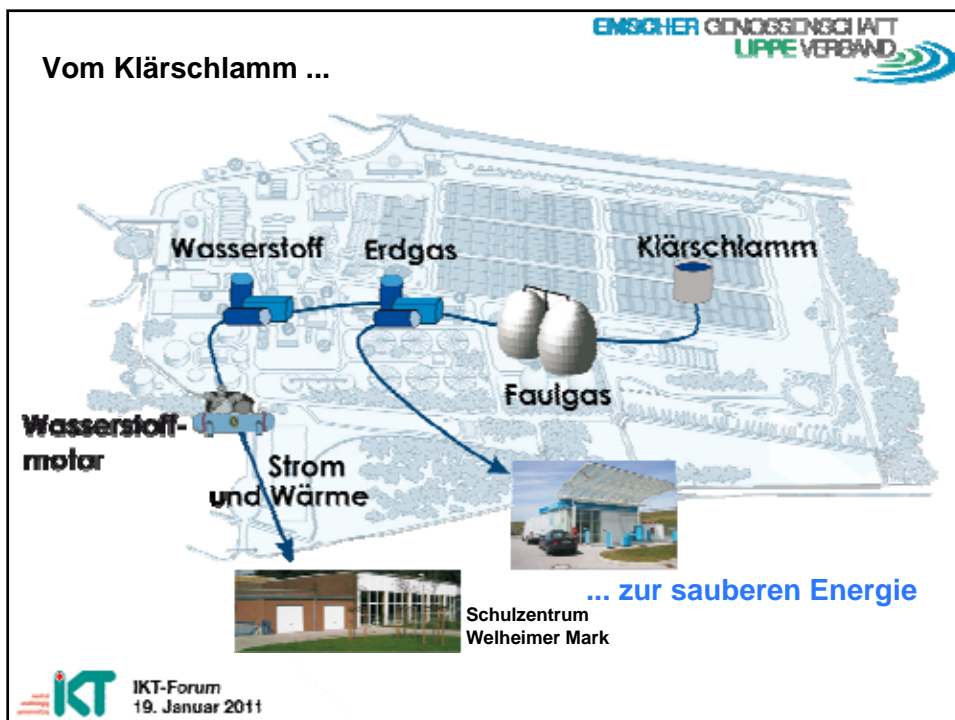 EMSCHER GENOSSENSCHAFT
LIPPE VERBAND
Vom Klärschlamm ...
Wasserstoff
Erdgas
Klärschlamm
Faulgas
Wasserstoff-
motor
Strom
und Wärme
... zur sauberen Energie
Schulzentrum
Welheimer Mark
IKT
IKT-Forum
19. Januar 2011